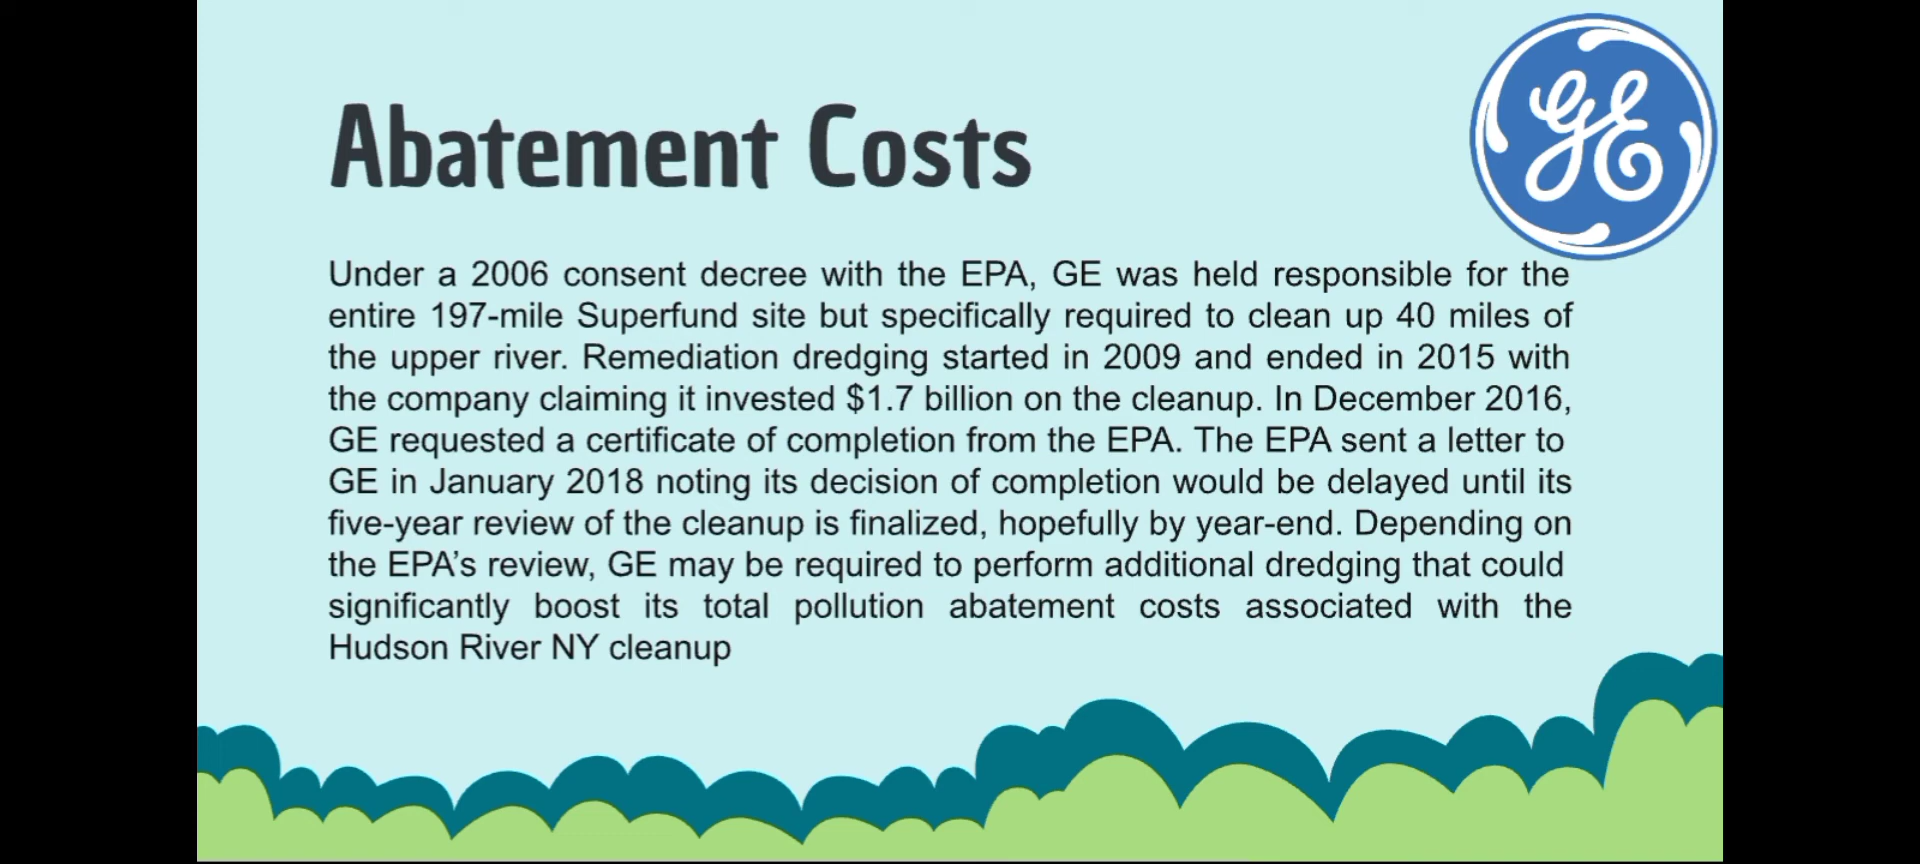 GE
Abatement Costs
Under a 2006 consent decree with the EPA, GE was held responsible for the
entire 197-mile Superfund site but specifically required to clean up 40 miles of
the upper river. Remediation dredging started in 2009 and ended in 2015 with
the company claiming it invested $1.7 billion on the cleanup. In December 2016,
GE requested a certificate of completion from the EPA. The EPA sent a letter to
GE in January 2018 noting its decision of completion would be delayed until its
five-year review of the cleanup is finalized, hopefully by year-end. Depending on
the EPA’s review, GE may be required to perform additional dredging that could
significantly boost its total pollution abatement costs associated with the
Hudson River NY cleanup